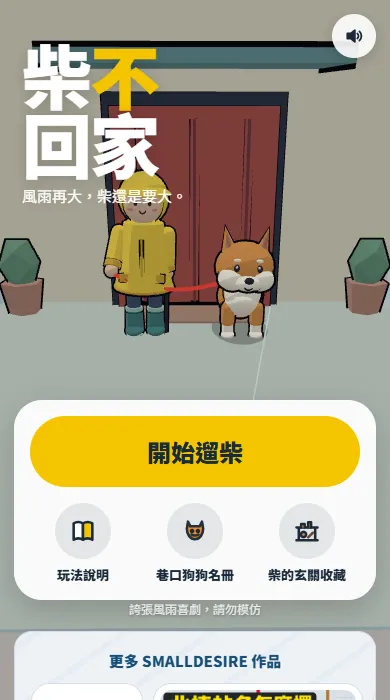 柴不
回家
風雨再大，柴還是要大。
開始遛柴
玩法說明
巷口狗狗名冊
柴的玄關收藏
誇張風雨喜劇，請勿模仿
更多 SMALLDESIRE 作品